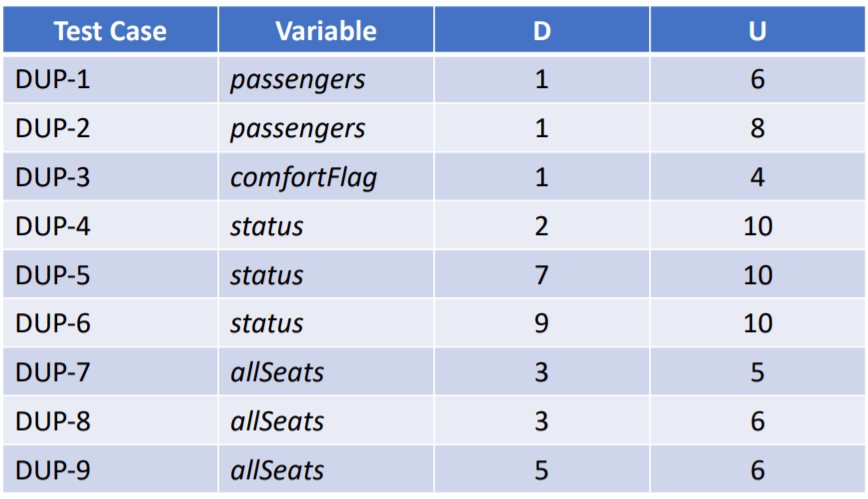 Test Case Variable D U
DUP-1 passengers 1 6
DUP-2 passengers 1 8
DUP-3 comfortFlag 1 4
DUP-4 status 2 10
DUP-5 status 7 10
DUP-6 status 9 10
DUP-7 allSeats 3 5
DUP-8 allSeats 3 6
DUP-9 allSeats 5 6